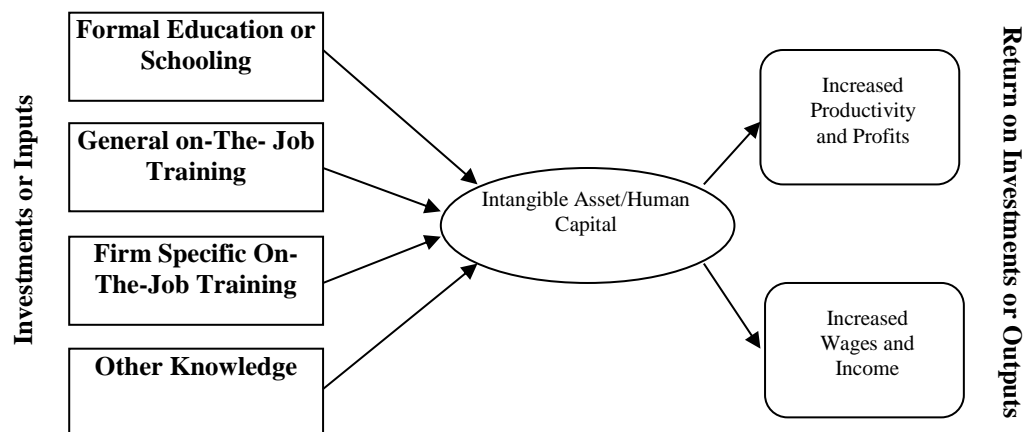 Investments or Inputs
Formal Education or
Schooling
General on-The- Job
Training
Firm Specific On-
The-Job Training
Other Knowledge
Intangible Asset/Human
Capital
Increased
Productivity
and Profits
Increased
Wages and
Income
Return on Investments or Outputs